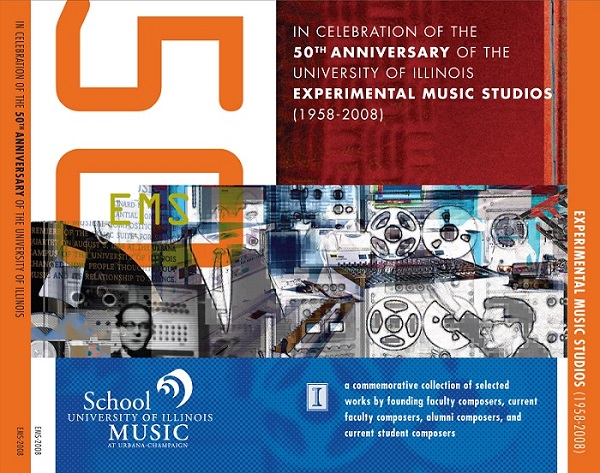 IN CELEBRATION OF THE 50TH ANNIVERSARY OF THE UNIVERSITY OF ILLINOIS
EMS-2008
50
IN CELEBRATION OF THE
50TH ANNIVERSARY OF THE
UNIVERSITY OF ILLINOIS
EXPERIMENTAL MUSIC STUDIOS
(1958-2008)
EMS
School
UNIVERSITY OF ILLINOIS
MUSIC
AT URBANA-CHAMPAIGN
EMS-2008
I
a commemorative collection of selected
works by founding faculty composers, current
faculty composers, alumni composers, and
current student composers
EXPERIMENTAL MUSIC STUDIOS (1958-2008)